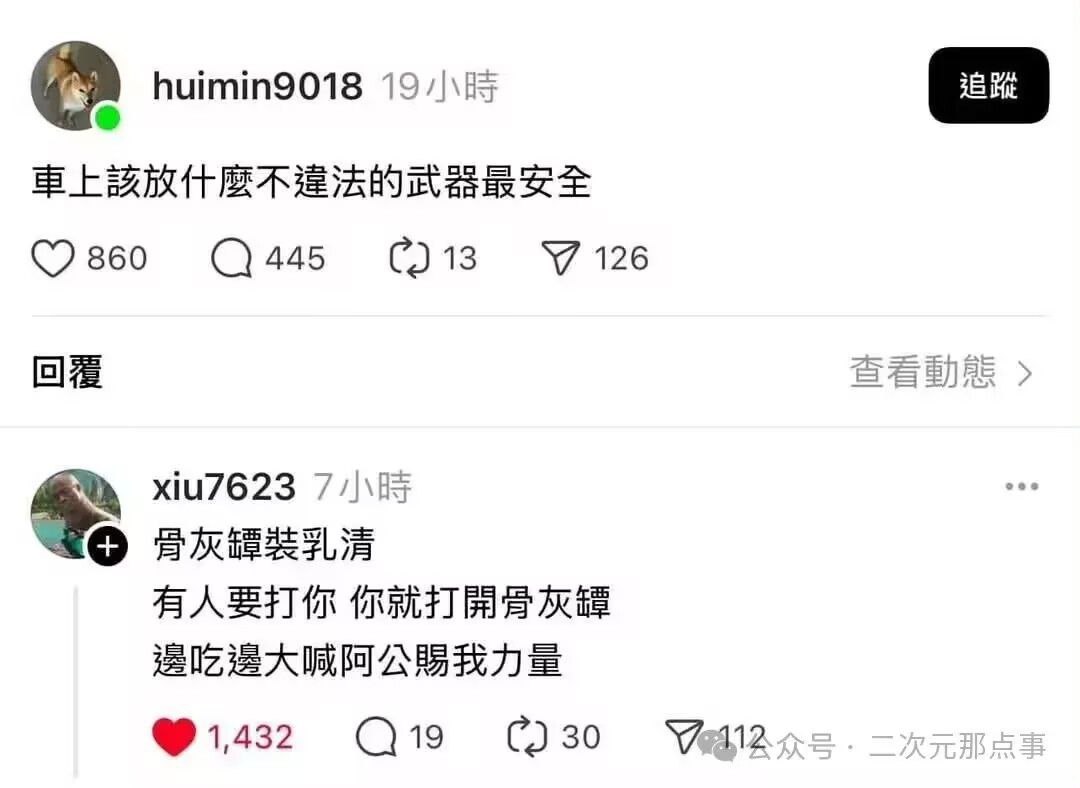 huimin9018 19小時
追蹤
車上該放什麼不違法的武器最安全
860 445 13 126
回覆
查看動態
xiu7623 7小時
骨灰罈裝乳清
有人要打你 你就打開骨灰罈
邊吃邊大喊阿公賜我力量
1,432 19 30 112
公众号 · 二次元那点事